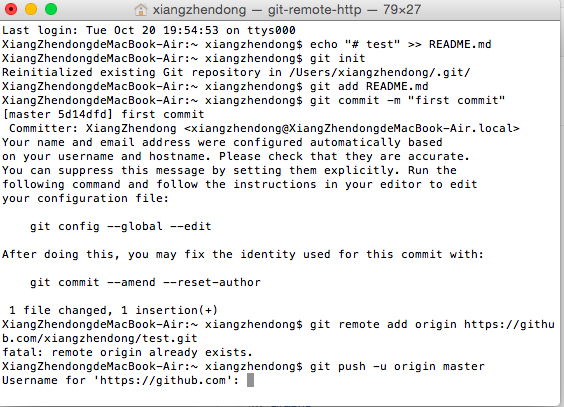 xiangzhendong — git-remote-http — 79×27
Last login: Tue Oct 20 19:54:53 on ttys000
XiangZhendongdeMacBook-Air:~ xiangzhendong$ echo "# test" >> README.md
XiangZhendongdeMacBook-Air:~ xiangzhendong$ git init
Reinitialized existing Git repository in /Users/xiangzhendong/.git/
XiangZhendongdeMacBook-Air:~ xiangzhendong$ git add README.md
XiangZhendongdeMacBook-Air:~ xiangzhendong$ git commit -m "first commit"
[master 5d14dfd] first commit
 Committer: XiangZhendong <xiangzhendong@XiangZhendongdeMacBook-Air.local>
Your name and email address were configured automatically based
on your username and hostname. Please check that they are accurate.
You can suppress this message by setting them explicitly. Run the
following command and follow the instructions in your editor to edit
your configuration file:

    git config --global --edit

After doing this, you may fix the identity used for this commit with:

    git commit --amend --reset-author

 1 file changed, 1 insertion(+)
XiangZhendongdeMacBook-Air:~ xiangzhendong$ git remote add origin https://githu
b.com/xiangzhendong/test.git
fatal: remote origin already exists.
XiangZhendongdeMacBook-Air:~ xiangzhendong$ git push -u origin master
Username for 'https://github.com':